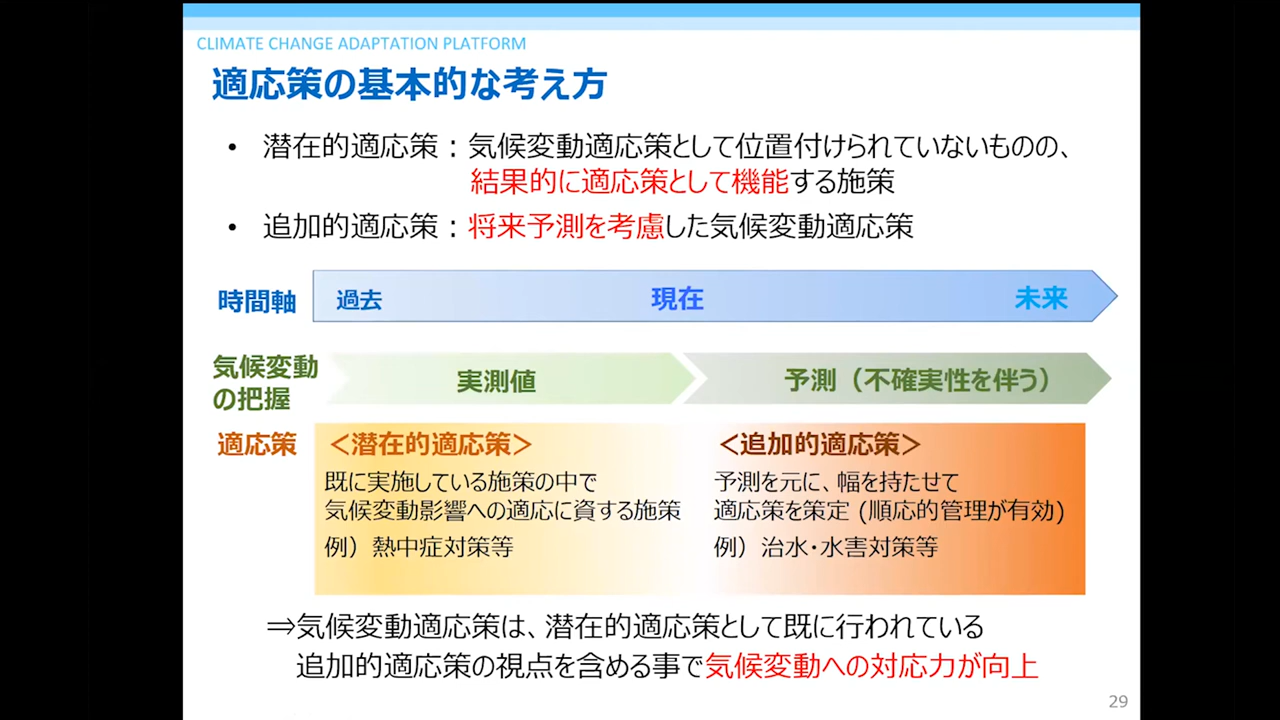 CLIMATE CHANGE ADAPTATION PLATFORM
適応策の基本的な考え方
• 潜在的適応策：気候変動適応策として位置付けられていないものの、
結果的に適応策として機能する施策
• 追加的適応策：将来予測を考慮した気候変動適応策
時間軸 過去 現在 未来
気候変動
の把握
実測値 予測（不確実性を伴う）
適応策 ＜潜在的適応策＞ ＜追加的適応策＞
既に実施している施策の中で
気候変動影響への適応に資する施策
例）熱中症対策等
予測を元に、幅を持たせて
適応策を策定 (順応的管理が有効)
例）治水・水害対策等
⇒気候変動適応策は、潜在的適応策として既に行われている
追加的適応策の視点を含める事で気候変動への対応力が向上
29